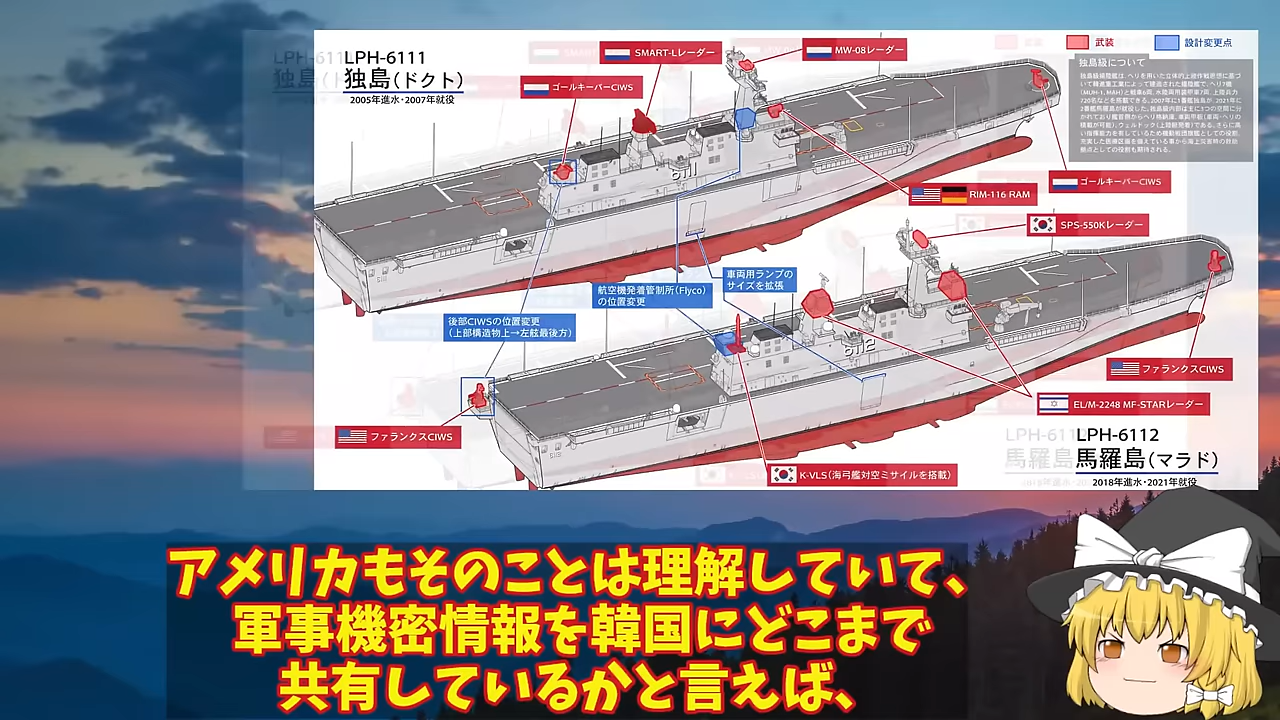 LPH-6111
独島(ドクト)
2005年進水・2007年就役
SMART-Lレーダー
MW-08レーダー
武装
設計変更点
ゴールキーパーCIWS
独島級について
RIM-116 RAM
ゴールキーパーCIWS
SPS-550Kレーダー
車両用ランプの
サイズを拡張
航空機発着管制所(Flyco)
の位置変更
後部CIWSの位置変更
(上部構造物上→左舷最後方)
ファランクスCIWS
EL/M-2248 MF-STARレーダー
ファランクスCIWS
K-VLS(海弓艦対空ミサイルを搭載)
LPH-6112
馬羅島(マラド)
2018年進水・2021年就役
6111
6112
アメリカもそのことは理解していて、
軍事機密情報を韓国にどこまで
共有しているかと言えば、